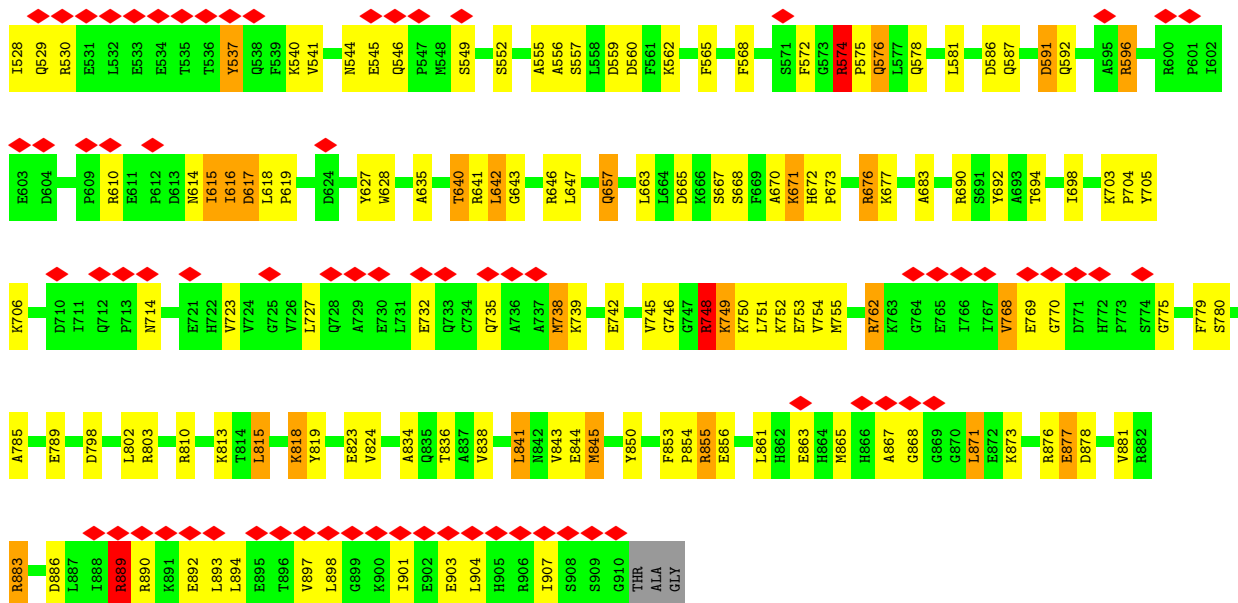 I528 Q529 R530 E531 L532 E533 E534 T535 T536 Y537 Q538 F539 K540 V541 N544 E545 Q546 P547 M548 S549 S552 A555 A556 S557 L558 D559 D560 F561 K562 F565 F568 S571 F572 G573 R574 P575 Q576 L577 Q578 L581 D586 Q587 D591 Q592 A595 R596 R600 P601 I602
E603 D604 P609 R610 E611 P612 D613 N614 I615 I616 D617 L618 P619 D624 Y627 W628 A635 T640 R641 L642 G643 R646 L647 Q657 L663 L664 D665 K666 S667 S668 F669 A670 K671 H672 P673 R676 K677 A683 R690 S691 Y692 A693 T694 I698 K703 P704 Y705
K706 D710 I711 Q712 P713 N714 E721 H722 V723 V724 G725 V726 L727 Q728 A729 E730 L731 E732 Q733 C734 Q735 A736 A737 M738 K739 E742 V745 G746 G747 R748 K749 K750 L751 K752 E753 V754 M755 R762 K763 G764 E765 I766 I767 V768 E769 G770 D771 H772 P773 S774 G775 F779 S780
A785 E789 D798 L802 R803 R810 K813 T814 L815 K818 Y819 E823 V824 A834 Q835 T836 A837 V838 L841 N842 V843 E844 M845 Y850 F853 P854 R855 E856 L861 H862 E863 H864 M865 H866 A867 G868 G869 G870 L871 E872 K873 R876 E877 D878 V881 R882
R883 D886 L887 I888 R889 R890 K891 E892 L893 L894 E895 T896 V897 L898 G899 K900 I901 E902 E903 L904 H905 R906 I907 S908 S909 G910 THR ALA GLY